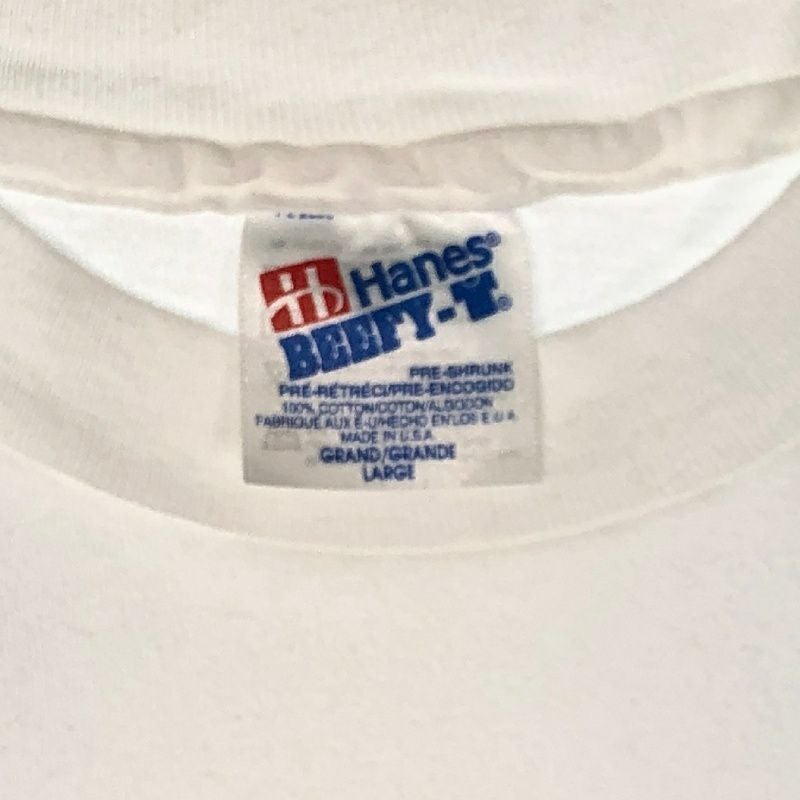 Hanes®
BEEFY-T®
PRE-SHRUNK
PRÉ-RÉTRÉCI/PRE-ENCOGIDO
100% COTTON/COTON/ALGODON
FABRIQUÉ AUX É-U/HECHO EN LOS E.U.A.
MADE IN U.S.A.
GRAND/GRANDE
LARGE